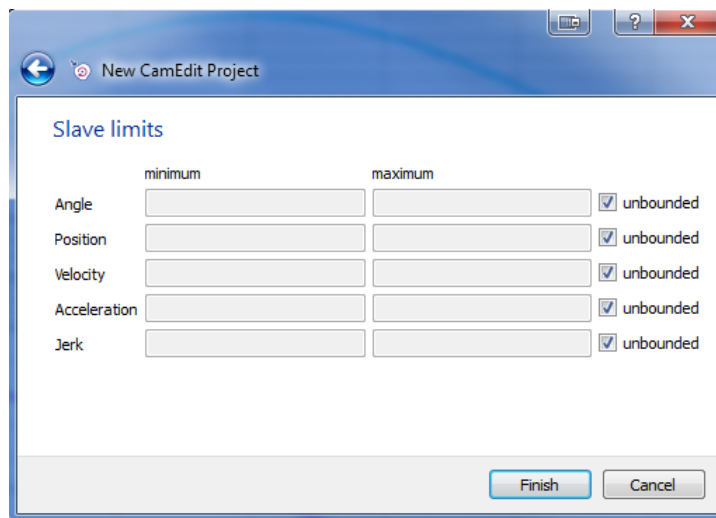 ?
X
New CamEdit Project
Slave limits
minimum maximum
Angle unbounded
Position unbounded
Velocity unbounded
Acceleration unbounded
Jerk unbounded
Finish Cancel